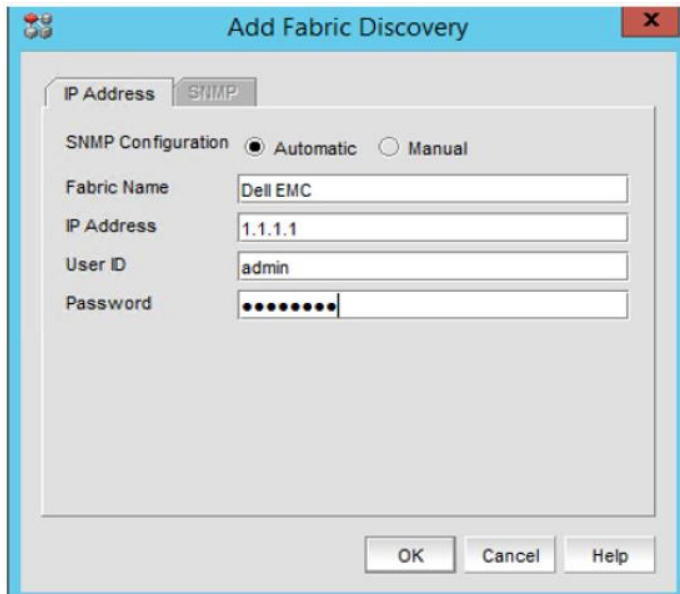 Add Fabric Discovery
X
IP Address
SNMP
SNMP Configuration Automatic Manual
Fabric Name Dell EMC
IP Address 1.1.1.1
User ID admin
Password ●●●●●●●●
OK Cancel Help